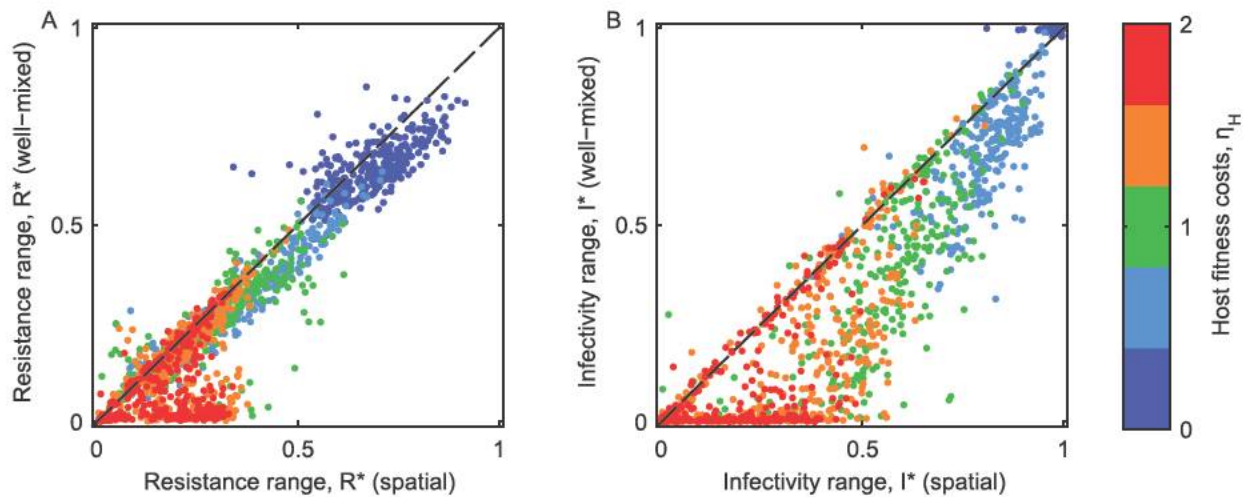 A
1
0.5
0
Resistance range, R* (well−mixed)
0
0.5
1
Resistance range, R* (spatial)
B
1
0.5
0
Infectivity range, I* (well−mixed)
0
0.5
1
Infectivity range, I* (spatial)
2
1
0
Host fitness costs, η_H